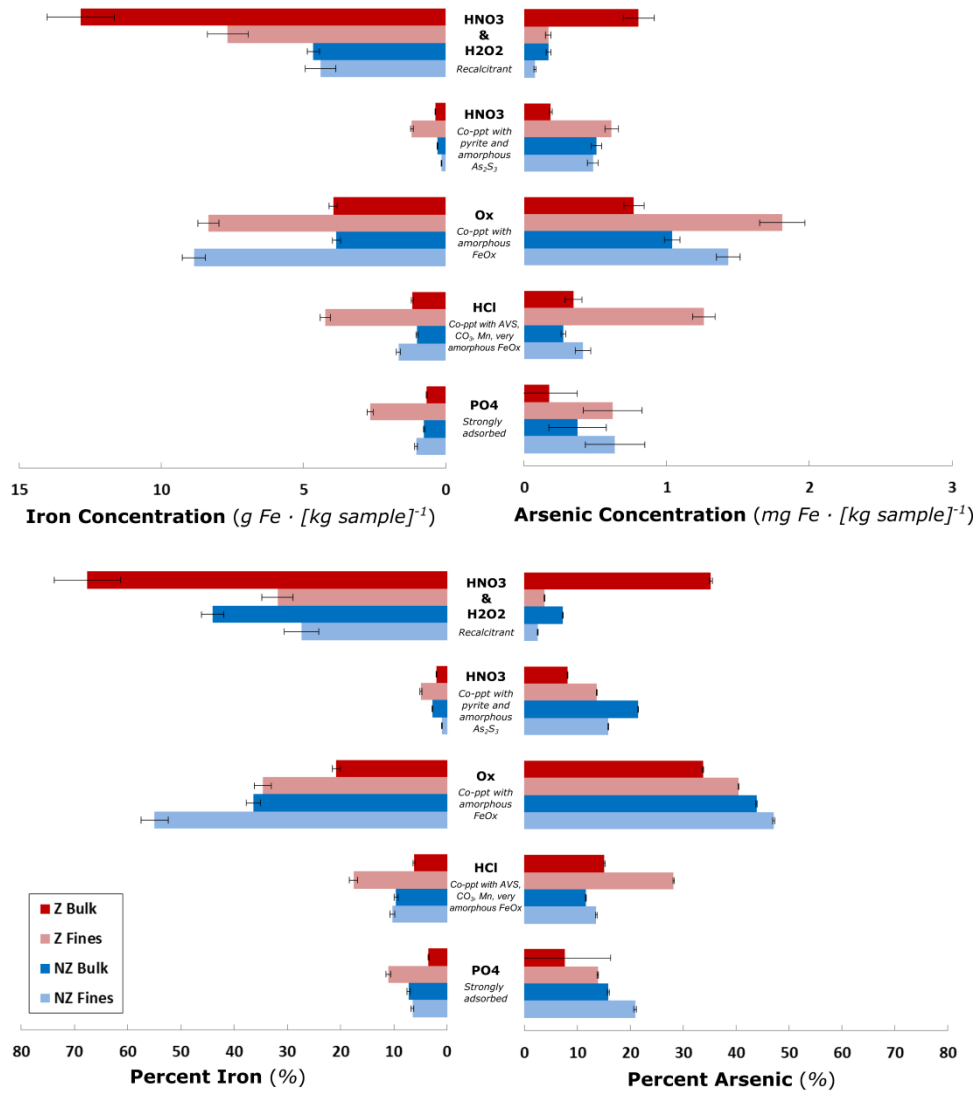 HNO3
&
H2O2
Recalcitrant
HNO3
Co-ppt with
pyrite and
amorphous
As₂S₃
Ox
Co-ppt with
amorphous
FeOx
HCl
Co-ppt with AVS,
CO₃, Mn, very
amorphous FeOx
PO4
Strongly
adsorbed
15 10 5 0 0 1 2 3
Iron Concentration (g Fe · [kg sample]⁻¹) Arsenic Concentration (mg Fe · [kg sample]⁻¹)
HNO3
&
H2O2
Recalcitrant
HNO3
Co-ppt with
pyrite and
amorphous
As₂S₃
Ox
Co-ppt with
amorphous
FeOx
HCl
Co-ppt with AVS,
CO₃, Mn, very
amorphous FeOx
PO4
Strongly
adsorbed
Z Bulk
Z Fines
NZ Bulk
NZ Fines
80 70 60 50 40 30 20 10 0 0 10 20 30 40 50 60 70 80
Percent Iron (%) Percent Arsenic (%)